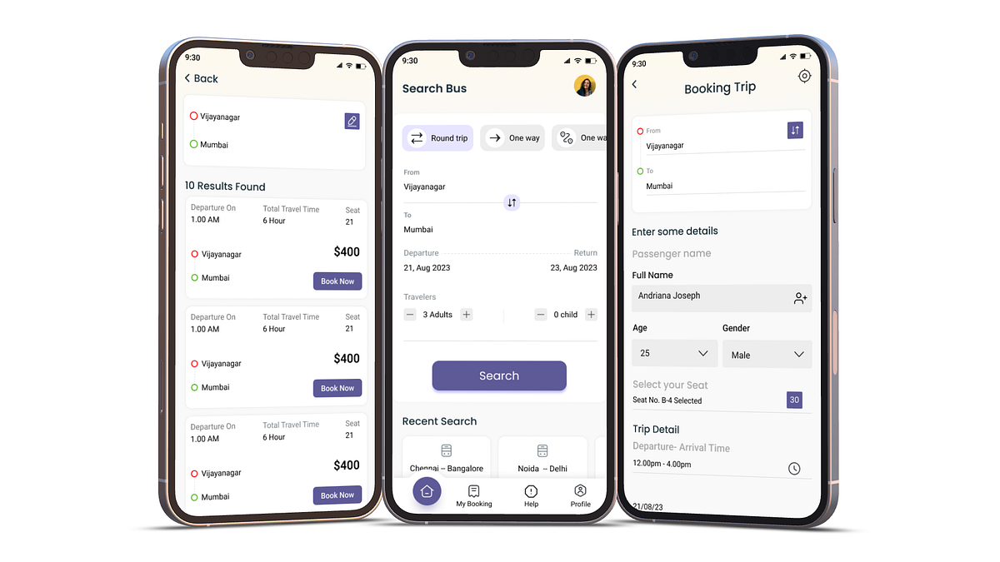 9:30
Back
Vijayanagar
Mumbai
10 Results Found
Departure On Total Travel Time Seat
1.00 AM 6 Hour 21
Vijayanagar $400
Mumbai Book Now
Departure On Total Travel Time Seat
1.00 AM 6 Hour 21
Vijayanagar $400
Mumbai Book Now
Departure On Total Travel Time Seat
1.00 AM 6 Hour 21
Vijayanagar $400
Mumbai Book Now
9:30
Search Bus
Round trip One way One wa
From
Vijayanagar
To
Mumbai
Departure Return
21, Aug 2023 23, Aug 2023
Travelers
3 Adults 0 child
Search
Recent Search
Chennai -- Bangalore Noida -- Delhi
My Booking Help Profile
9:30
Booking Trip
From
Vijayanagar
To
Mumbai
Enter some details
Passenger name
Full Name
Andriana Joseph
Age Gender
25 Male
Select your Seat
Seat No. B-4 Selected 30
Trip Detail
Departure- Arrival Time
12.00pm - 4.00pm
21/08/23